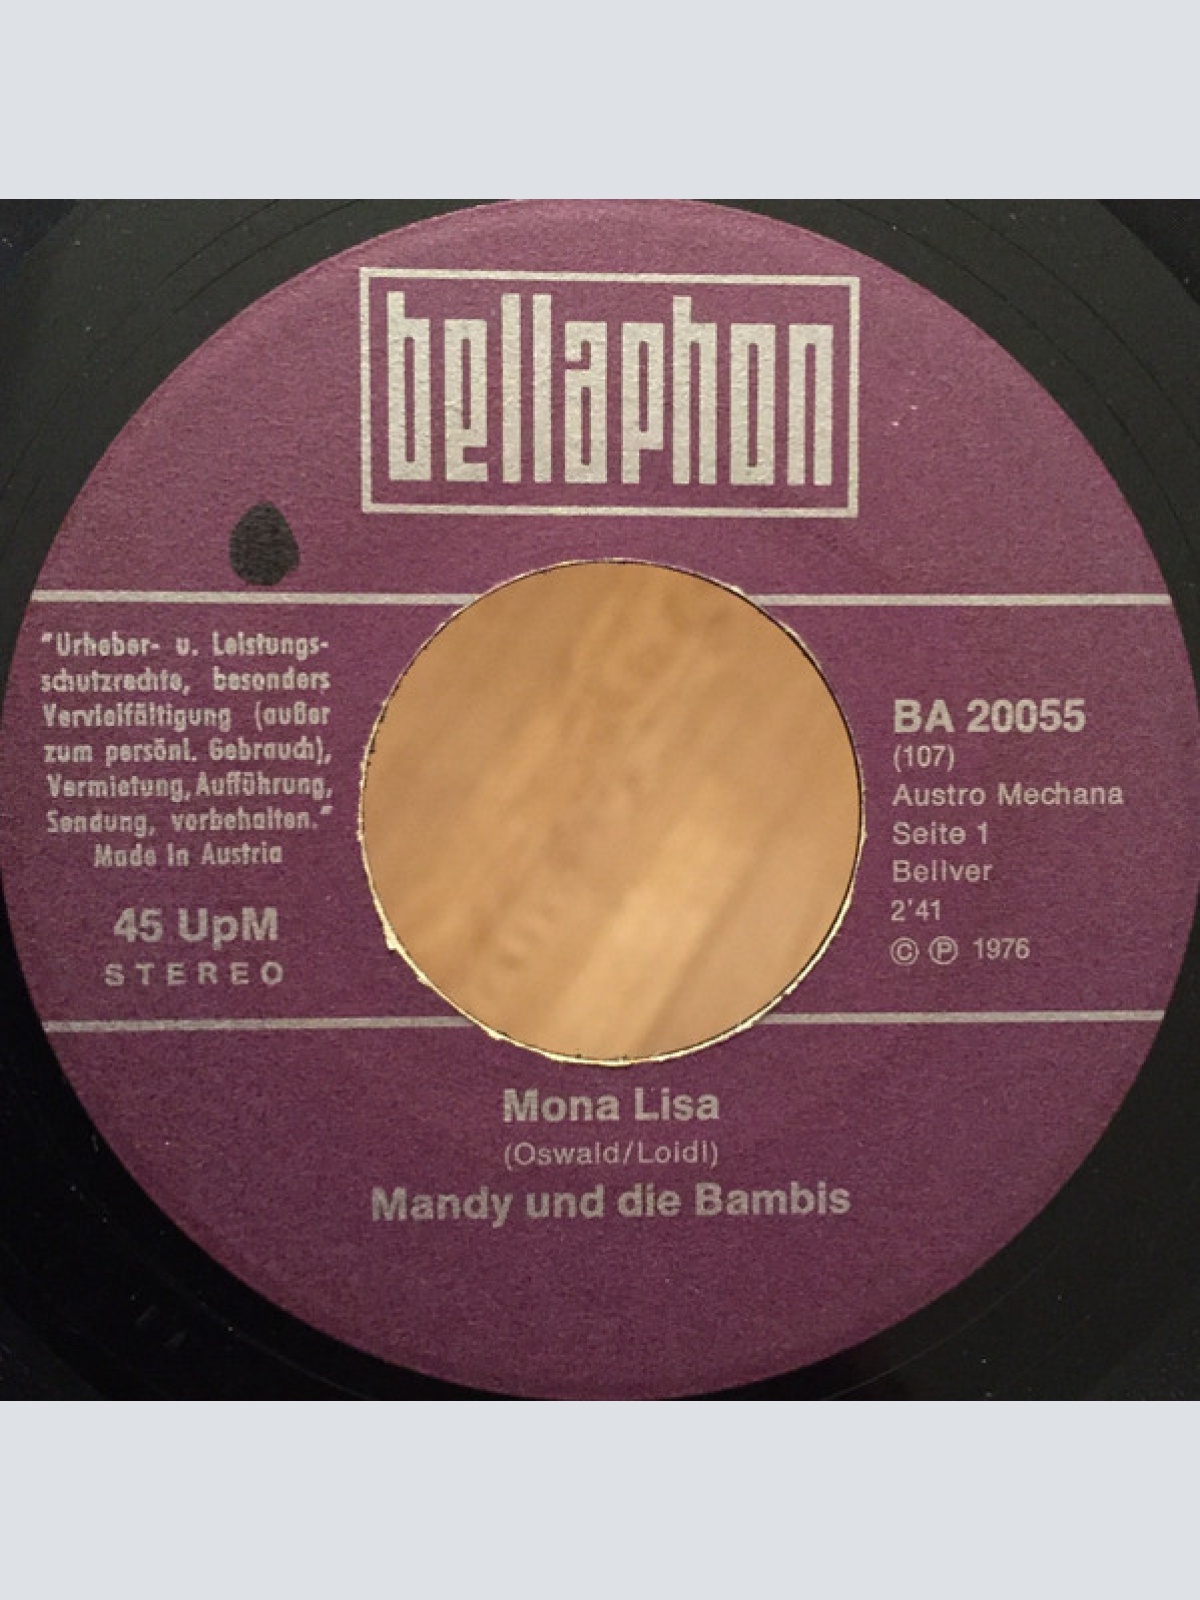 bellaphon
"Urheber- u. Leistungs-
schutzrechte, besonders
Vervielfältigung (außer
zum persönl. Gebrauch),
Vermietung, Aufführung,
Sendung, vorbehalten."
Made in Austria
45 UpM
STEREO
BA 20055
(107)
Austro Mechana
Seite 1
Bellver
2'41
© ℗ 1976
Mona Lisa
(Oswald/Loidl)
Mandy und die Bambis